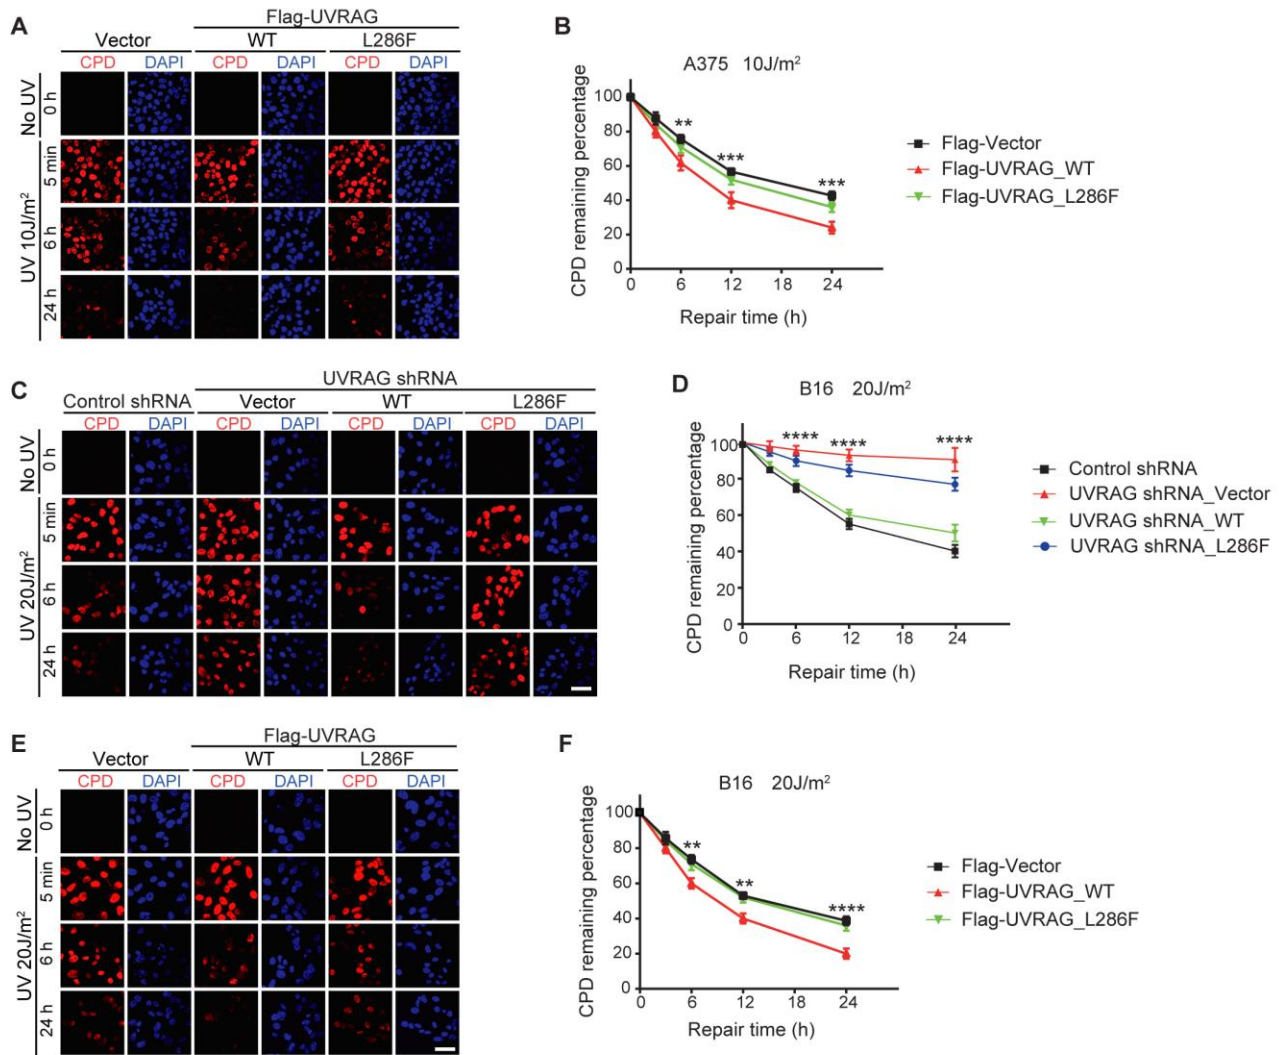 A
Flag-UVRAG
Vector WT L286F
CPD DAPI CPD DAPI CPD DAPI
No UV
0 h
UV 10J/m²
5 min
6 h
24 h
B
A375 10J/m²
CPD remaining percentage
100
80
60
40
20
0
** *** ***
0 6 12 18 24
Repair time (h)
Flag-Vector
Flag-UVRAG_WT
Flag-UVRAG_L286F
C
UVRAG shRNA
Control shRNA Vector WT L286F
CPD DAPI CPD DAPI CPD DAPI CPD DAPI
No UV
0 h
UV 20J/m²
5 min
6 h
24 h
D
B16 20J/m²
CPD remaining percentage
100
80
60
40
20
0
**** **** ****
0 6 12 18 24
Repair time (h)
Control shRNA
UVRAG shRNA_Vector
UVRAG shRNA_WT
UVRAG shRNA_L286F
E
Flag-UVRAG
Vector WT L286F
CPD DAPI CPD DAPI CPD DAPI
No UV
0 h
UV 20J/m²
5 min
6 h
24 h
F
B16 20J/m²
CPD remaining percentage
100
80
60
40
20
0
** ** ****
0 6 12 18 24
Repair time (h)
Flag-Vector
Flag-UVRAG_WT
Flag-UVRAG_L286F